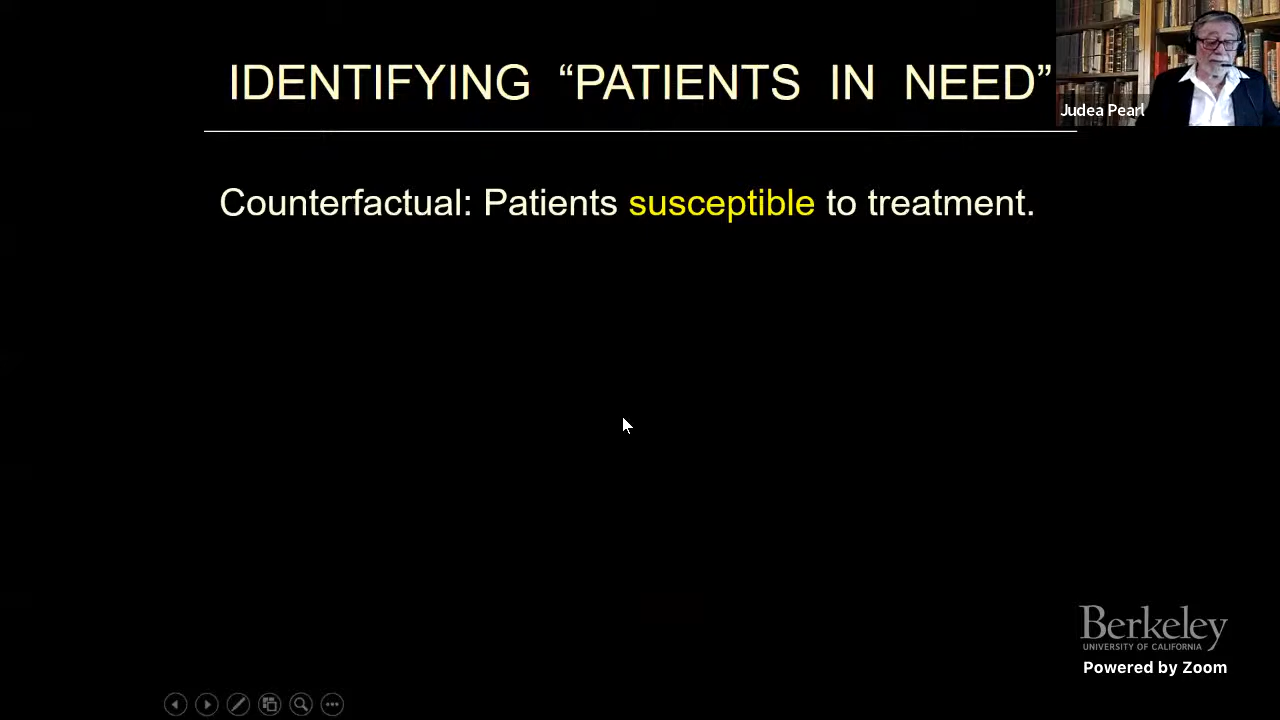 IDENTIFYING “PATIENTS IN NEED”
Judea Pearl
Counterfactual: Patients susceptible to treatment.
Berkeley
UNIVERSITY OF CALIFORNIA
Powered by Zoom